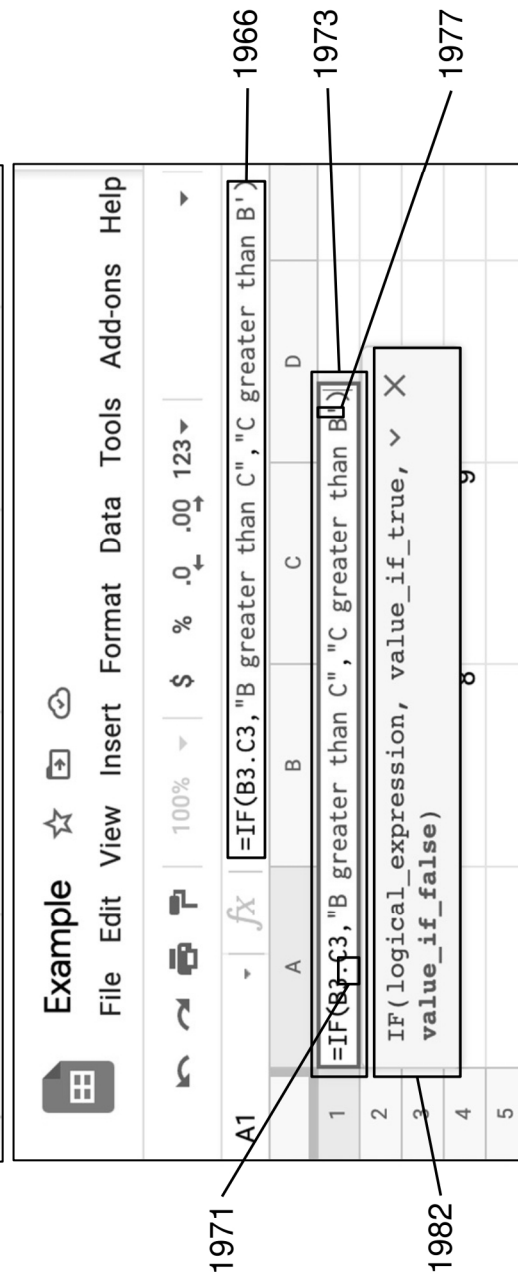 1966
1973
1977
Example
File Edit View Insert Format Data Tools Add-ons Help
100% $ % .0 .00 123
A1 fx =IF(B3.C3,"B greater than C","C greater than B')
A B C D
1 =IF(B3.C3,"B greater than C","C greater than B')
2 IF(logical_expression, value_if_true,
3 value_if_false)
4 8 9
5
1971
1982